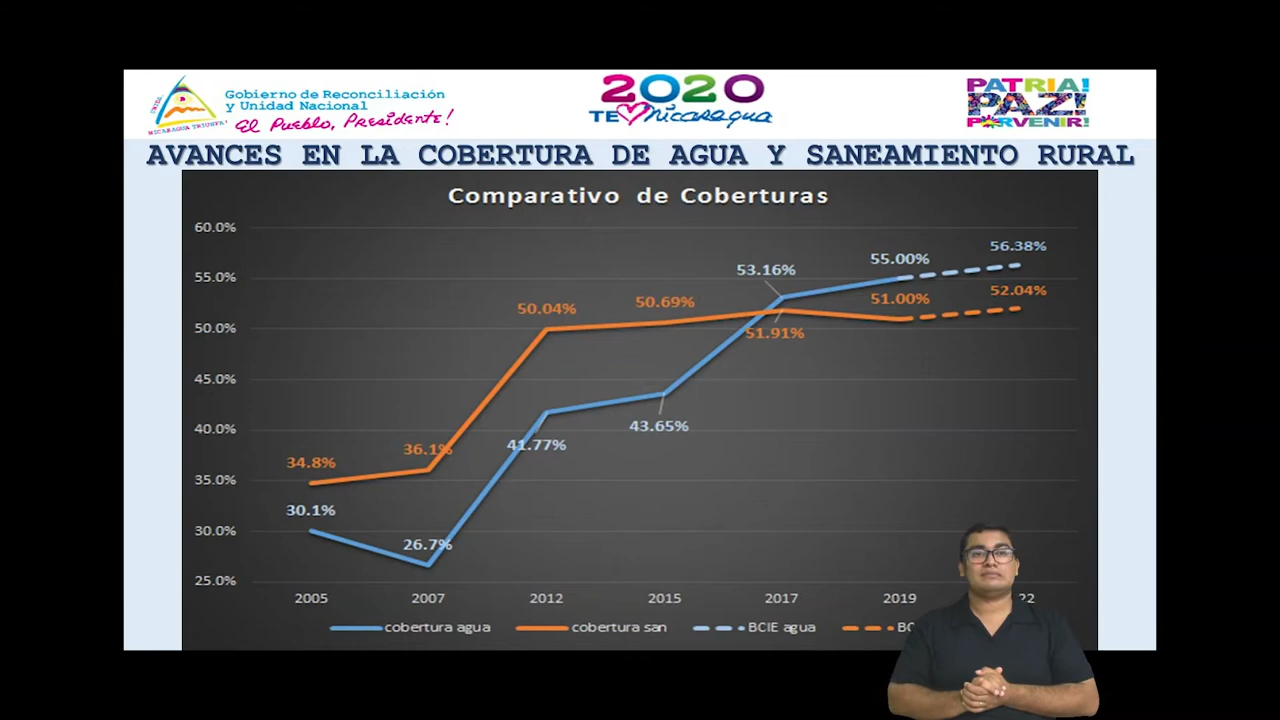 UNIDA,
NICARAGUA TRIUNFA!
Gobierno de Reconciliación
y Unidad Nacional
El Pueblo, Presidente!
2020
TE Nicaragua
PATRIA!
PAZ!
PORVENIR!
AVANCES EN LA COBERTURA DE AGUA Y SANEAMIENTO RURAL
Comparativo de Coberturas
60.0%
55.0%
50.0%
45.0%
40.0%
35.0%
30.0%
25.0%
34.8%
36.1%
50.04%
50.69%
51.91%
51.00%
52.04%
30.1%
26.7%
41.77%
43.65%
53.16%
55.00%
56.38%
2005
2007
2012
2015
2017
2019
22
cobertura agua
cobertura san
BCIE agua